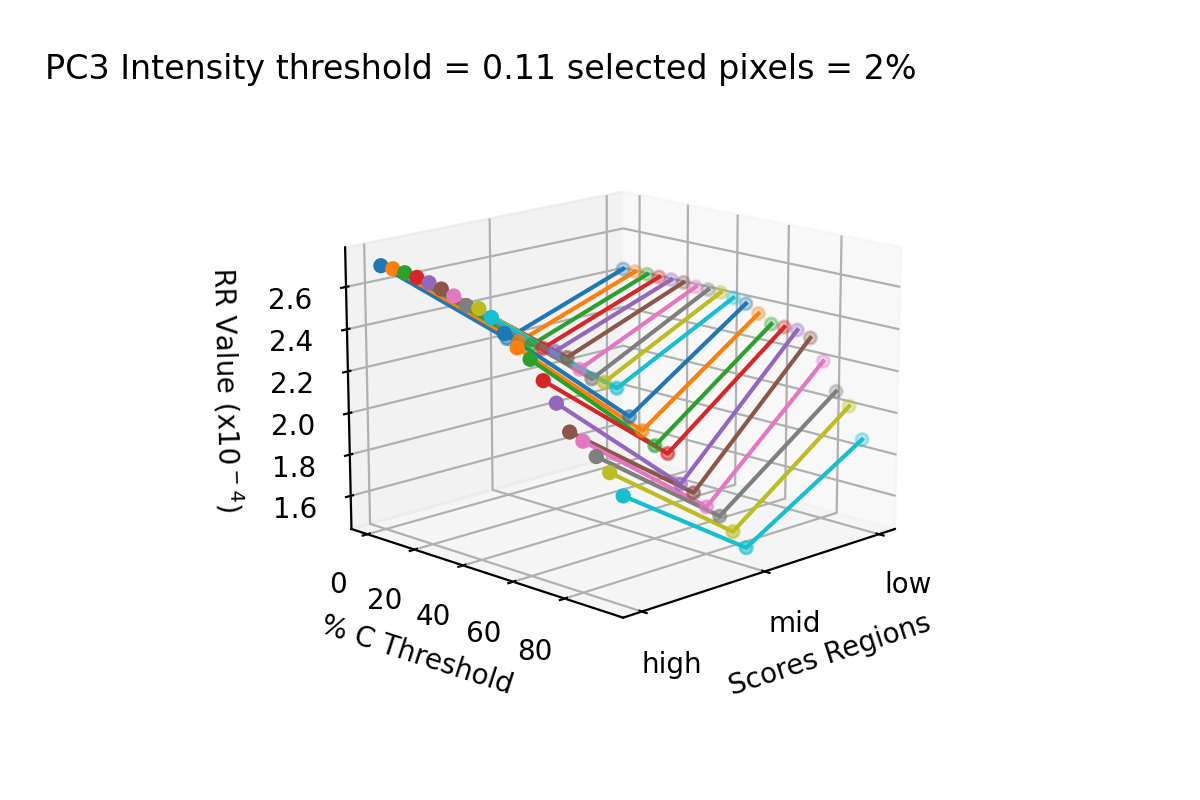 PC3 Intensity threshold = 0.11 selected pixels = 2%
RR Value (x10⁻⁴)
2.6
2.4
2.2
2.0
1.8
1.6
0
20
40
60
80
% C Threshold
high
mid
low
Scores Regions